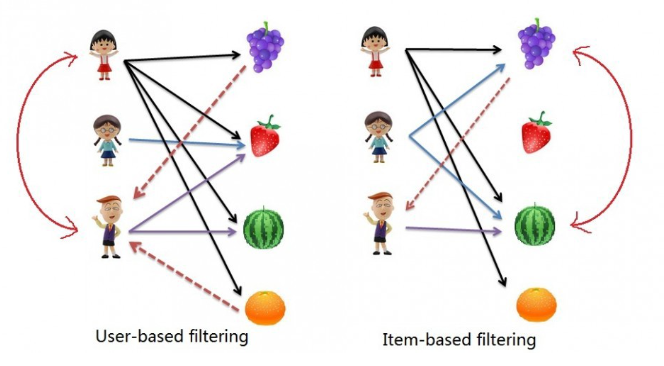 User-based filtering
Item-based filtering